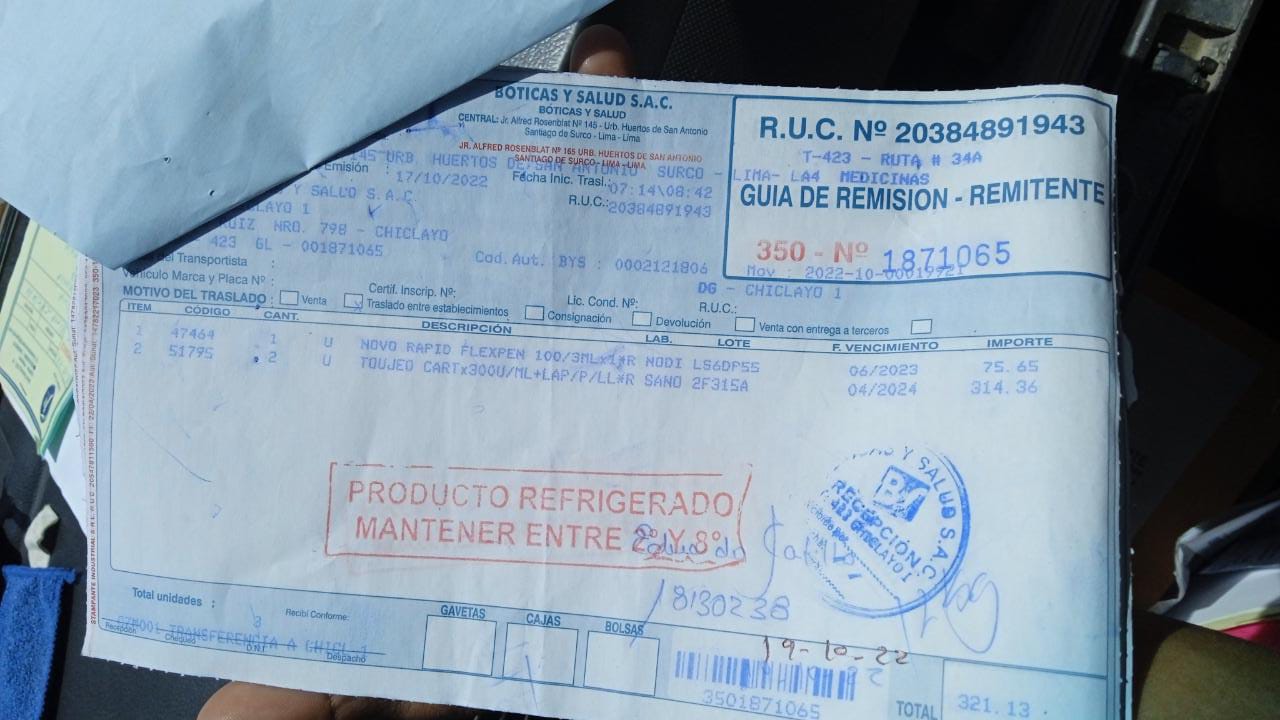 BOTICAS Y SALUD S.A.C.
BOTICAS Y SALUD
CENTRAL: Jr. Alfred Rosenblat Nº 145 - Urb. Huertos de San Antonio
Santiago de Surco - Lima - Lima
JR. ALFRED ROSENBLAT Nº 165 URB. HUERTOS DE SAN ANTONIO
SANTIAGO DE SURCO - LIMA - LIMA
R.U.C. Nº 20384891943
T-423 - RUTA # 34A
145 URB. HUERTOS DE SAN ANTONIO SURCO - LIMA- LA4 MEDICINAS
GUIA DE REMISION - REMITENTE
350 - Nº 1871065
Emisión : 17/10/2022
Fecha Inic. Trasl.: 07:14\08:42
Y SALUD S.A.C.
R.U.C.: 20384891943
CLAYO 1
RUIZ NRO. 798 - CHICLAYO
423 GL - 001871065
Cod.Aut. BYS : 0002121806
DG - CHICLAYO 1
del Transportista :
Vehículo Marca y Placa Nº :
Certif. Inscrip. Nº:
Lic. Cond. Nº:
R.U.C.:
MOTIVO DEL TRASLADO: Venta X Traslado entre establecimientos Consignación Devolución Venta con entrega a terceros
ITEM CÓDIGO CANT. DESCRIPCIÓN LAB. LOTE F. VENCIMIENTO IMPORTE
1 47464 1 U NOVO RAPID FLEXPEN 100/3MLx1*R NODI LS6DP55 06/2023 75.65
2 51795 2 U TOUJEO CARTx300U/ML+LAP/P/LL*R SANO 2F315A 04/2024 314.36
PRODUCTO REFRIGERADO
MANTENER ENTRE 2° Y 8°
Y SALUD S.A.C.
RECEPCIÓN
423 CHICLAYO I
18130238
19-10-22
Total unidades : 3
Recibí Conforme:
GAVETAS CAJAS BOLSAS
TRANSFERENCIA A CHICL 1
Recepción Chequeo D.N.I. Despacho
3501871065
TOTAL 321.13